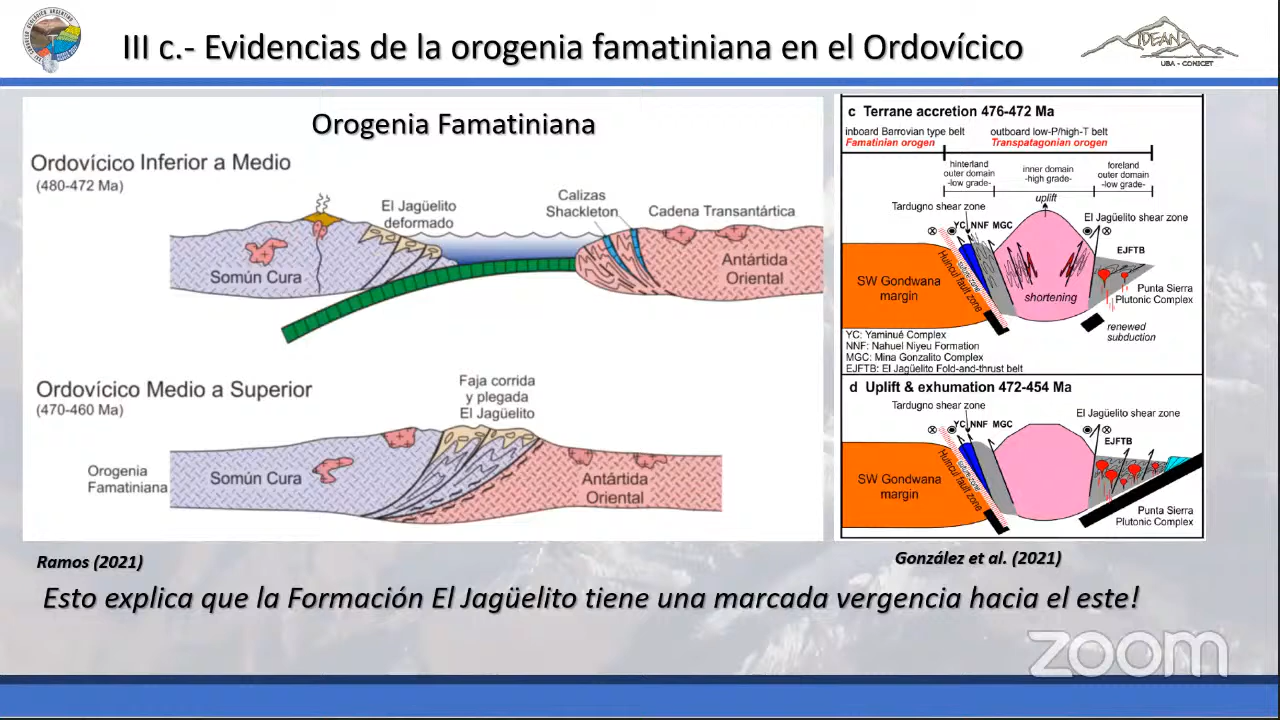 III c.- Evidencias de la orogenia famatiniana en el Ordovícico
IDEAN
UBA - CONICET
Orogenia Famatiniana
Ordovícico Inferior a Medio
(480-472 Ma)
El Jagüelito
deformado
Calizas
Shackleton
Cadena Transantártica
Somún Cura
Antártida
Oriental
Ordovícico Medio a Superior
(470-460 Ma)
Faja corrida
y plegada
El Jagüelito
Orogenia
Famatiniana
Somún Cura
Antártida
Oriental
Ramos (2021)
c Terrane accretion 476-472 Ma
inboard Barrovian type belt
Famatinian orogen
outboard low-P/high-T belt
Transpatagonian orogen
hinterland
outer domain
-low grade-
inner domain
-high grade-
foreland
outer domain
-low grade-
uplift
Tardugno shear zone
El Jagüelito shear zone
YC NNF MGC
EJFTB
SW Gondwana
margin
Huincul fault zone
shortening
Punta Sierra
Plutonic Complex
renewed
subduction
YC: Yaminué Complex
NNF: Nahuel Niyeu Formation
MGC: Mina Gonzalito Complex
EJFTB: El Jagüelito Fold-and-thrust belt
d Uplift & exhumation 472-454 Ma
Tardugno shear zone
El Jagüelito shear zone
YC NNF MGC
EJFTB
SW Gondwana
margin
Huincul fault zone
Punta Sierra
Plutonic Complex
González et al. (2021)
Esto explica que la Formación El Jagüelito tiene una marcada vergencia hacia el este!
zoom